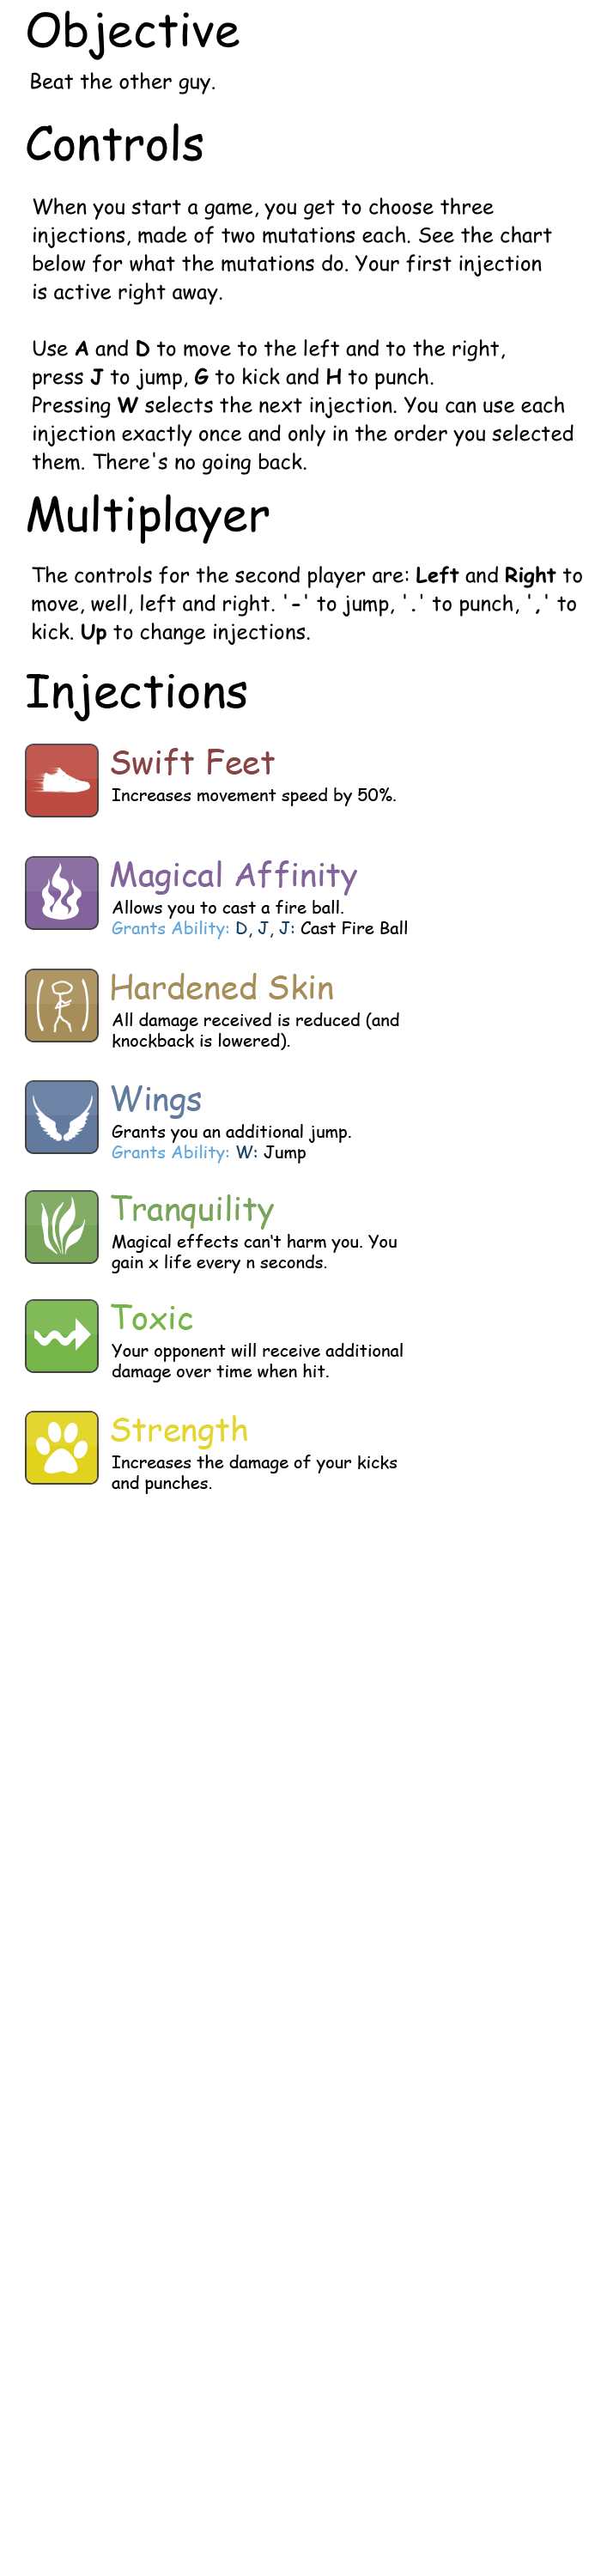 Objective
Beat the other guy.
Controls
When you start a game, you get to choose three
injections, made of two mutations each. See the chart
below for what the mutations do. Your first injection
is active right away.
Use A and D to move to the left and to the right,
press J to jump, G to kick and H to punch.
Pressing W selects the next injection. You can use each
injection exactly once and only in the order you selected
them. There's no going back.
Multiplayer
The controls for the second player are: Left and Right to
move, well, left and right. '-' to jump, '.' to punch, ',' to
kick. Up to change injections.
Injections
Swift Feet
Increases movement speed by 50%.
Magical Affinity
Allows you to cast a fire ball.
Grants Ability: D, J, J: Cast Fire Ball
Hardened Skin
All damage received is reduced (and
knockback is lowered).
Wings
Grants you an additional jump.
Grants Ability: W: Jump
Tranquility
Magical effects can't harm you. You
gain x life every n seconds.
Toxic
Your opponent will receive additional
damage over time when hit.
Strength
Increases the damage of your kicks
and punches.